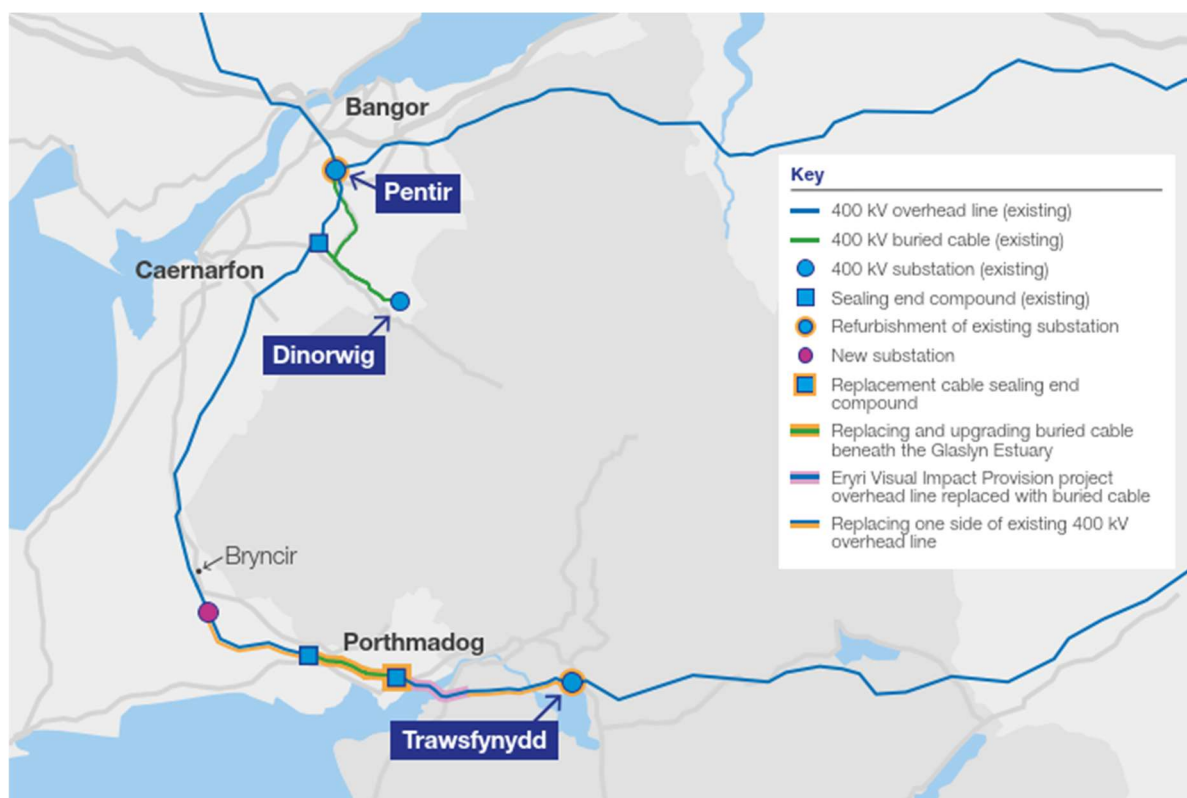 Bangor
Pentir
Caernarfon
Dinorwig
Bryncir
Porthmadog
Trawsfynydd
Key
400 kV overhead line (existing)
400 kV buried cable (existing)
400 kV substation (existing)
Sealing end compound (existing)
Refurbishment of existing substation
New substation
Replacement cable sealing end
compound
Replacing and upgrading buried cable
beneath the Glaslyn Estuary
Eryri Visual Impact Provision project
overhead line replaced with buried cable
Replacing one side of existing 400 kV
overhead line